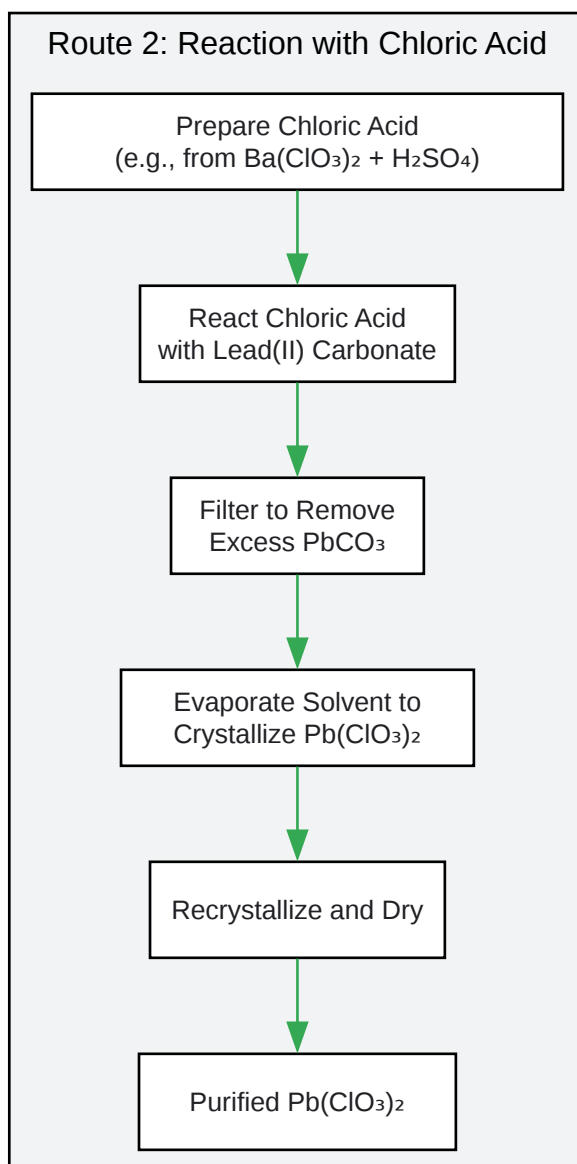 Route 2: Reaction with Chloric Acid
Prepare Chloric Acid
(e.g., from Ba(ClO₃)₂ + H₂SO₄)
React Chloric Acid
with Lead(II) Carbonate
Filter to Remove
Excess PbCO₃
Evaporate Solvent to
Crystallize Pb(ClO₃)₂
Recrystallize and Dry
Purified Pb(ClO₃)₂